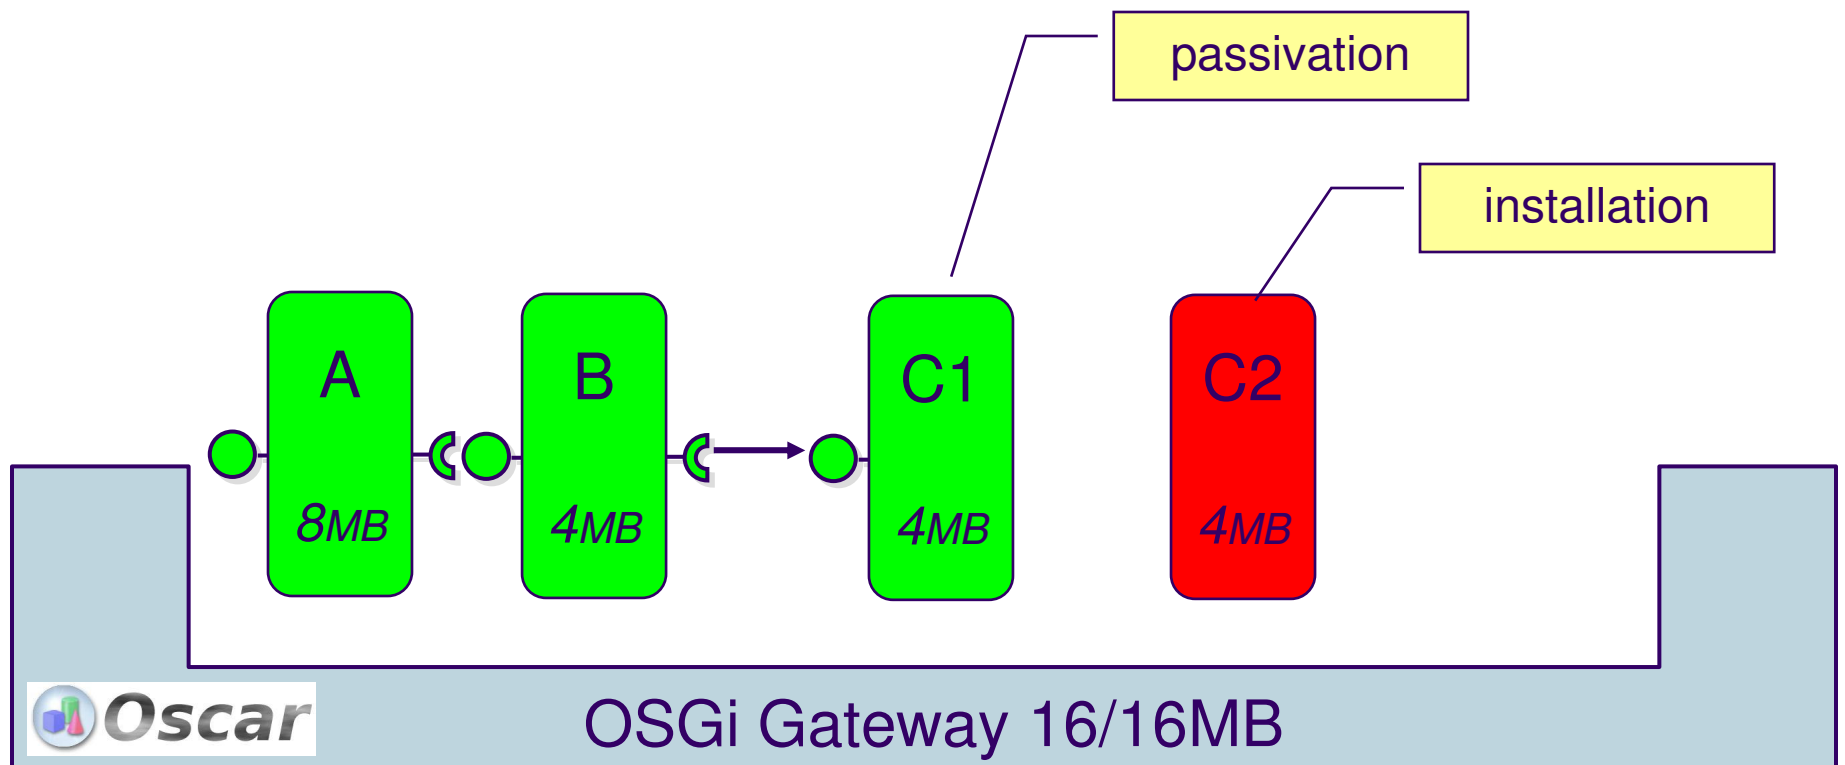 passivation
installation
A
B
C1
C2
8MB
4MB
4MB
4MB
Oscar
OSGi Gateway 16/16MB